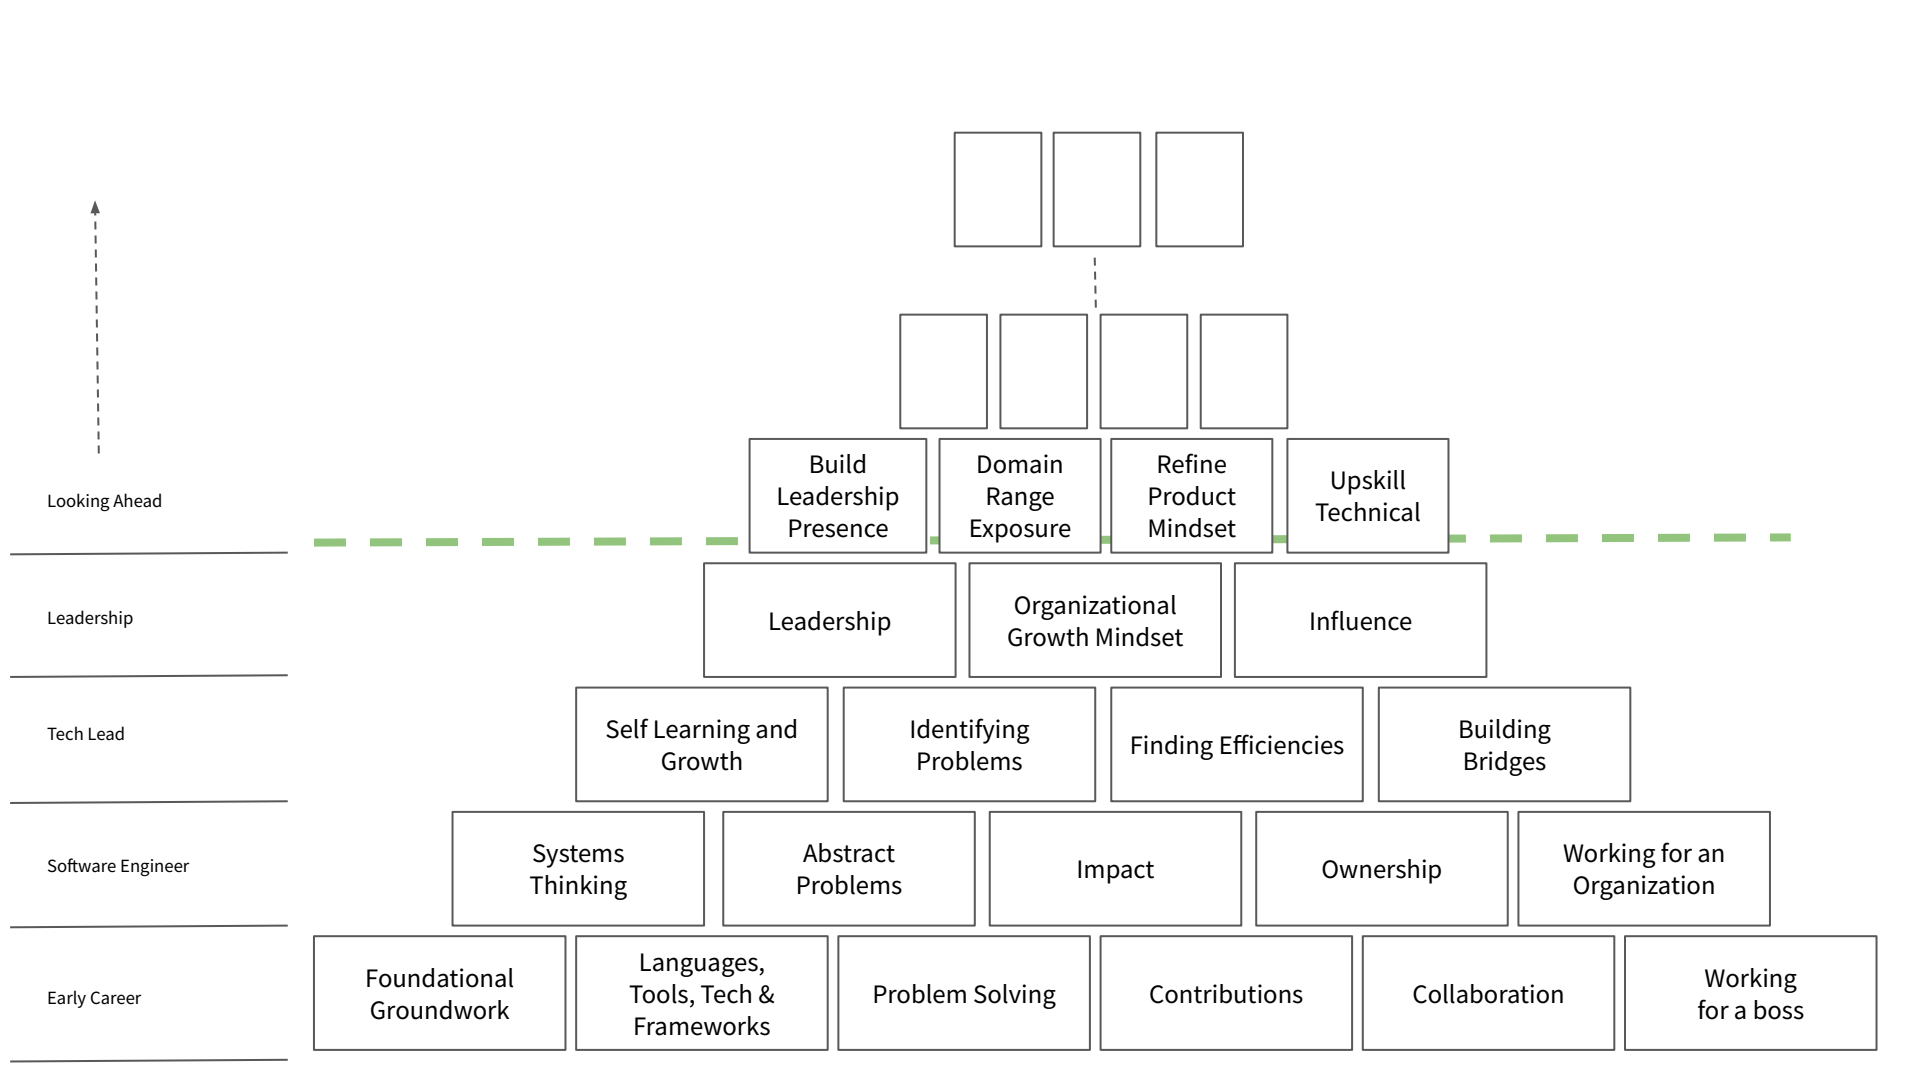 Build
Leadership
Presence
Domain
Range
Exposure
Refine
Product
Mindset
Upskill
Technical
Looking Ahead
Leadership
Leadership
Organizational
Growth Mindset
Influence
Tech Lead
Self Learning and
Growth
Identifying
Problems
Finding Efficiencies
Building
Bridges
Software Engineer
Systems
Thinking
Abstract
Problems
Impact
Ownership
Working for an
Organization
Early Career
Foundational
Groundwork
Languages,
Tools, Tech &
Frameworks
Problem Solving
Contributions
Collaboration
Working
for a boss